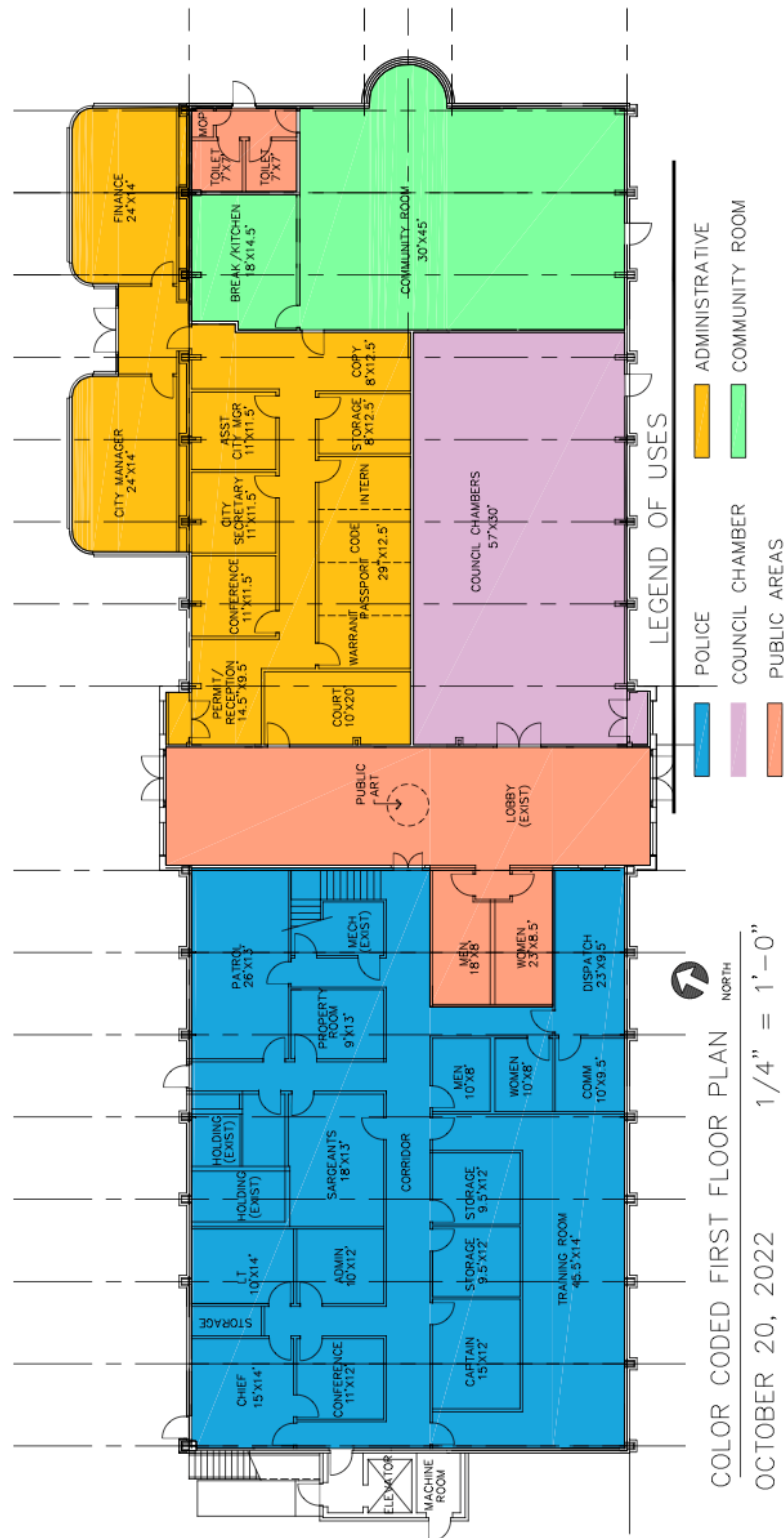 CITY MANAGER
24'X14'
FINANCE
24'X14'
CHIEF
15'X14'
STORAGE
LT
10'X14'
HOLDING
(EXIST)
HOLDING
(EXIST)
PATROL
26'X13'
PERMIT/
RECEPTION
14.5'X9.5'
CONFERENCE
11'X11.5'
CITY
SECRETARY
11'X11.5'
ASST
CITY MGR
11'X11.5'
BREAK/KITCHEN
18'X14.5'
TOILET
7'X7'
TOILET
7'X7'
MOP
CONFERENCE
11'X12'
ADMIN
10'X12'
SARGEANTS
18'X13'
PROPERTY
ROOM
9'X13'
MECH
(EXIST)
PUBLIC
ART
COURT
10'X20'
WARRANT
PASSPORT
CODE
INTERN
29'X12.5'
STORAGE
8'X12.5'
COPY
8'X12.5'
COMMUNITY ROOM
30'X45'
ELEVATOR
MACHINE
ROOM
CORRIDOR
CAPTAIN
15'X12'
STORAGE
9.5'X12'
STORAGE
9.5'X12'
MEN
10'X8'
WOMEN
10'X8'
MEN
18'X8'
WOMEN
23'X8.5'
LOBBY
(EXIST)
COUNCIL CHAMBERS
57'X30'
TRAINING ROOM
45.5'X14'
COMM
10'X9.5'
DISPATCH
23'X9.5'
COLOR CODED FIRST FLOOR PLAN
NORTH
OCTOBER 20, 2022
1/4" = 1'-0"
LEGEND OF USES
POLICE
COUNCIL CHAMBER
PUBLIC AREAS
ADMINISTRATIVE
COMMUNITY ROOM